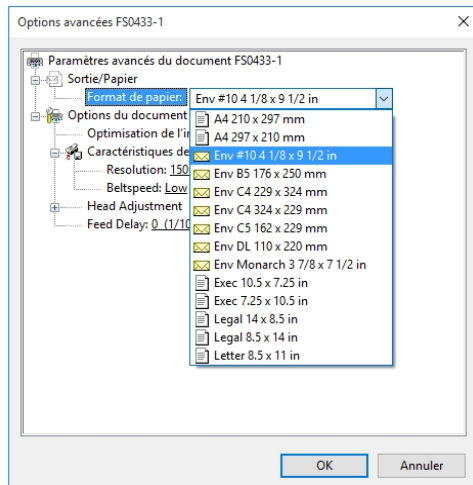 Options avancées FS0433-1
Paramètres avancés du document FS0433-1
Sortie/Papier
Format de papier: Env #10 4 1/8 x 9 1/2 in
A4 210 x 297 mm
Options du document
A4 297 x 210 mm
Optimisation de l'i
Env #10 4 1/8 x 9 1/2 in
Caractéristiques de
Env B5 176 x 250 mm
Resolution: 150
Env C4 229 x 324 mm
Beltspeed: Low
Env C4 324 x 229 mm
Head Adjustment
Env C5 162 x 229 mm
Feed Delay: 0 (1/10
Env DL 110 x 220 mm
Env Monarch 3 7/8 x 7 1/2 in
Exec 10.5 x 7.25 in
Exec 7.25 x 10.5 in
Legal 14 x 8.5 in
Legal 8.5 x 14 in
Letter 8.5 x 11 in
OK Annuler